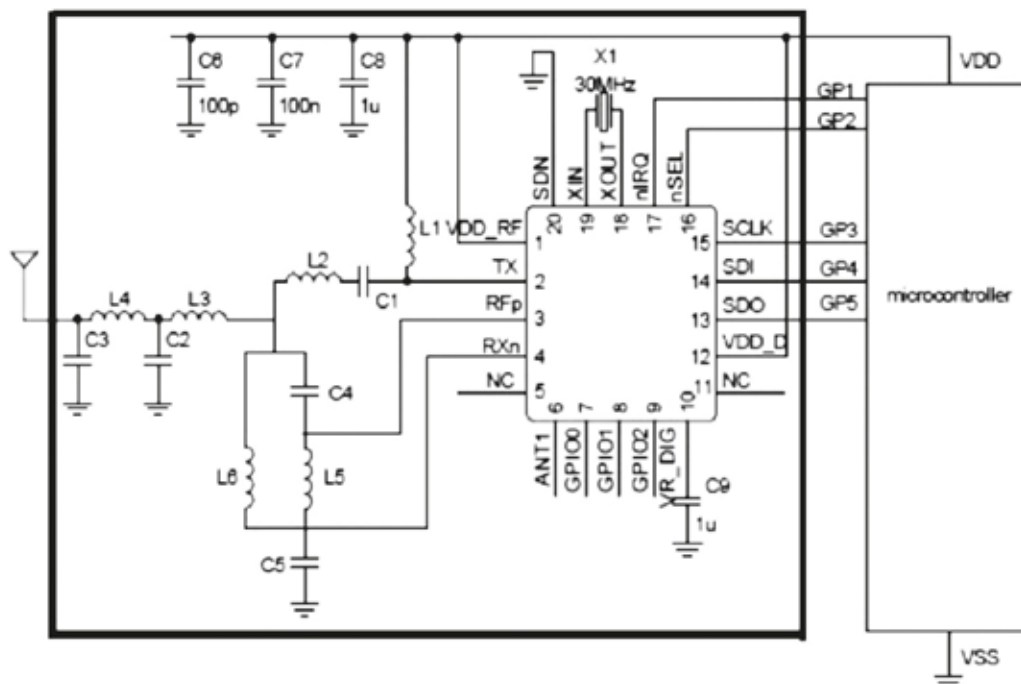 C6
100p
C7
100n
C8
1u
X1
30MHz
VDD
GP1
GP2
SDN
XIN
XOUT
nIRQ
nSEL
20
19
18
17
16
L1
VDD_RF
1
15
SCLK
GP3
L2
C1
TX
2
14
SDI
GP4
microcontroller
L4
L3
RFp
3
13
SDO
GP5
C3
C2
RXn
4
12
VDD_D
C4
NC
5
11
NC
6
7
8
9
10
ANT1
GPIO0
GPIO1
GPIO2
VR_DIG
C9
1u
L6
L5
C5
VSS